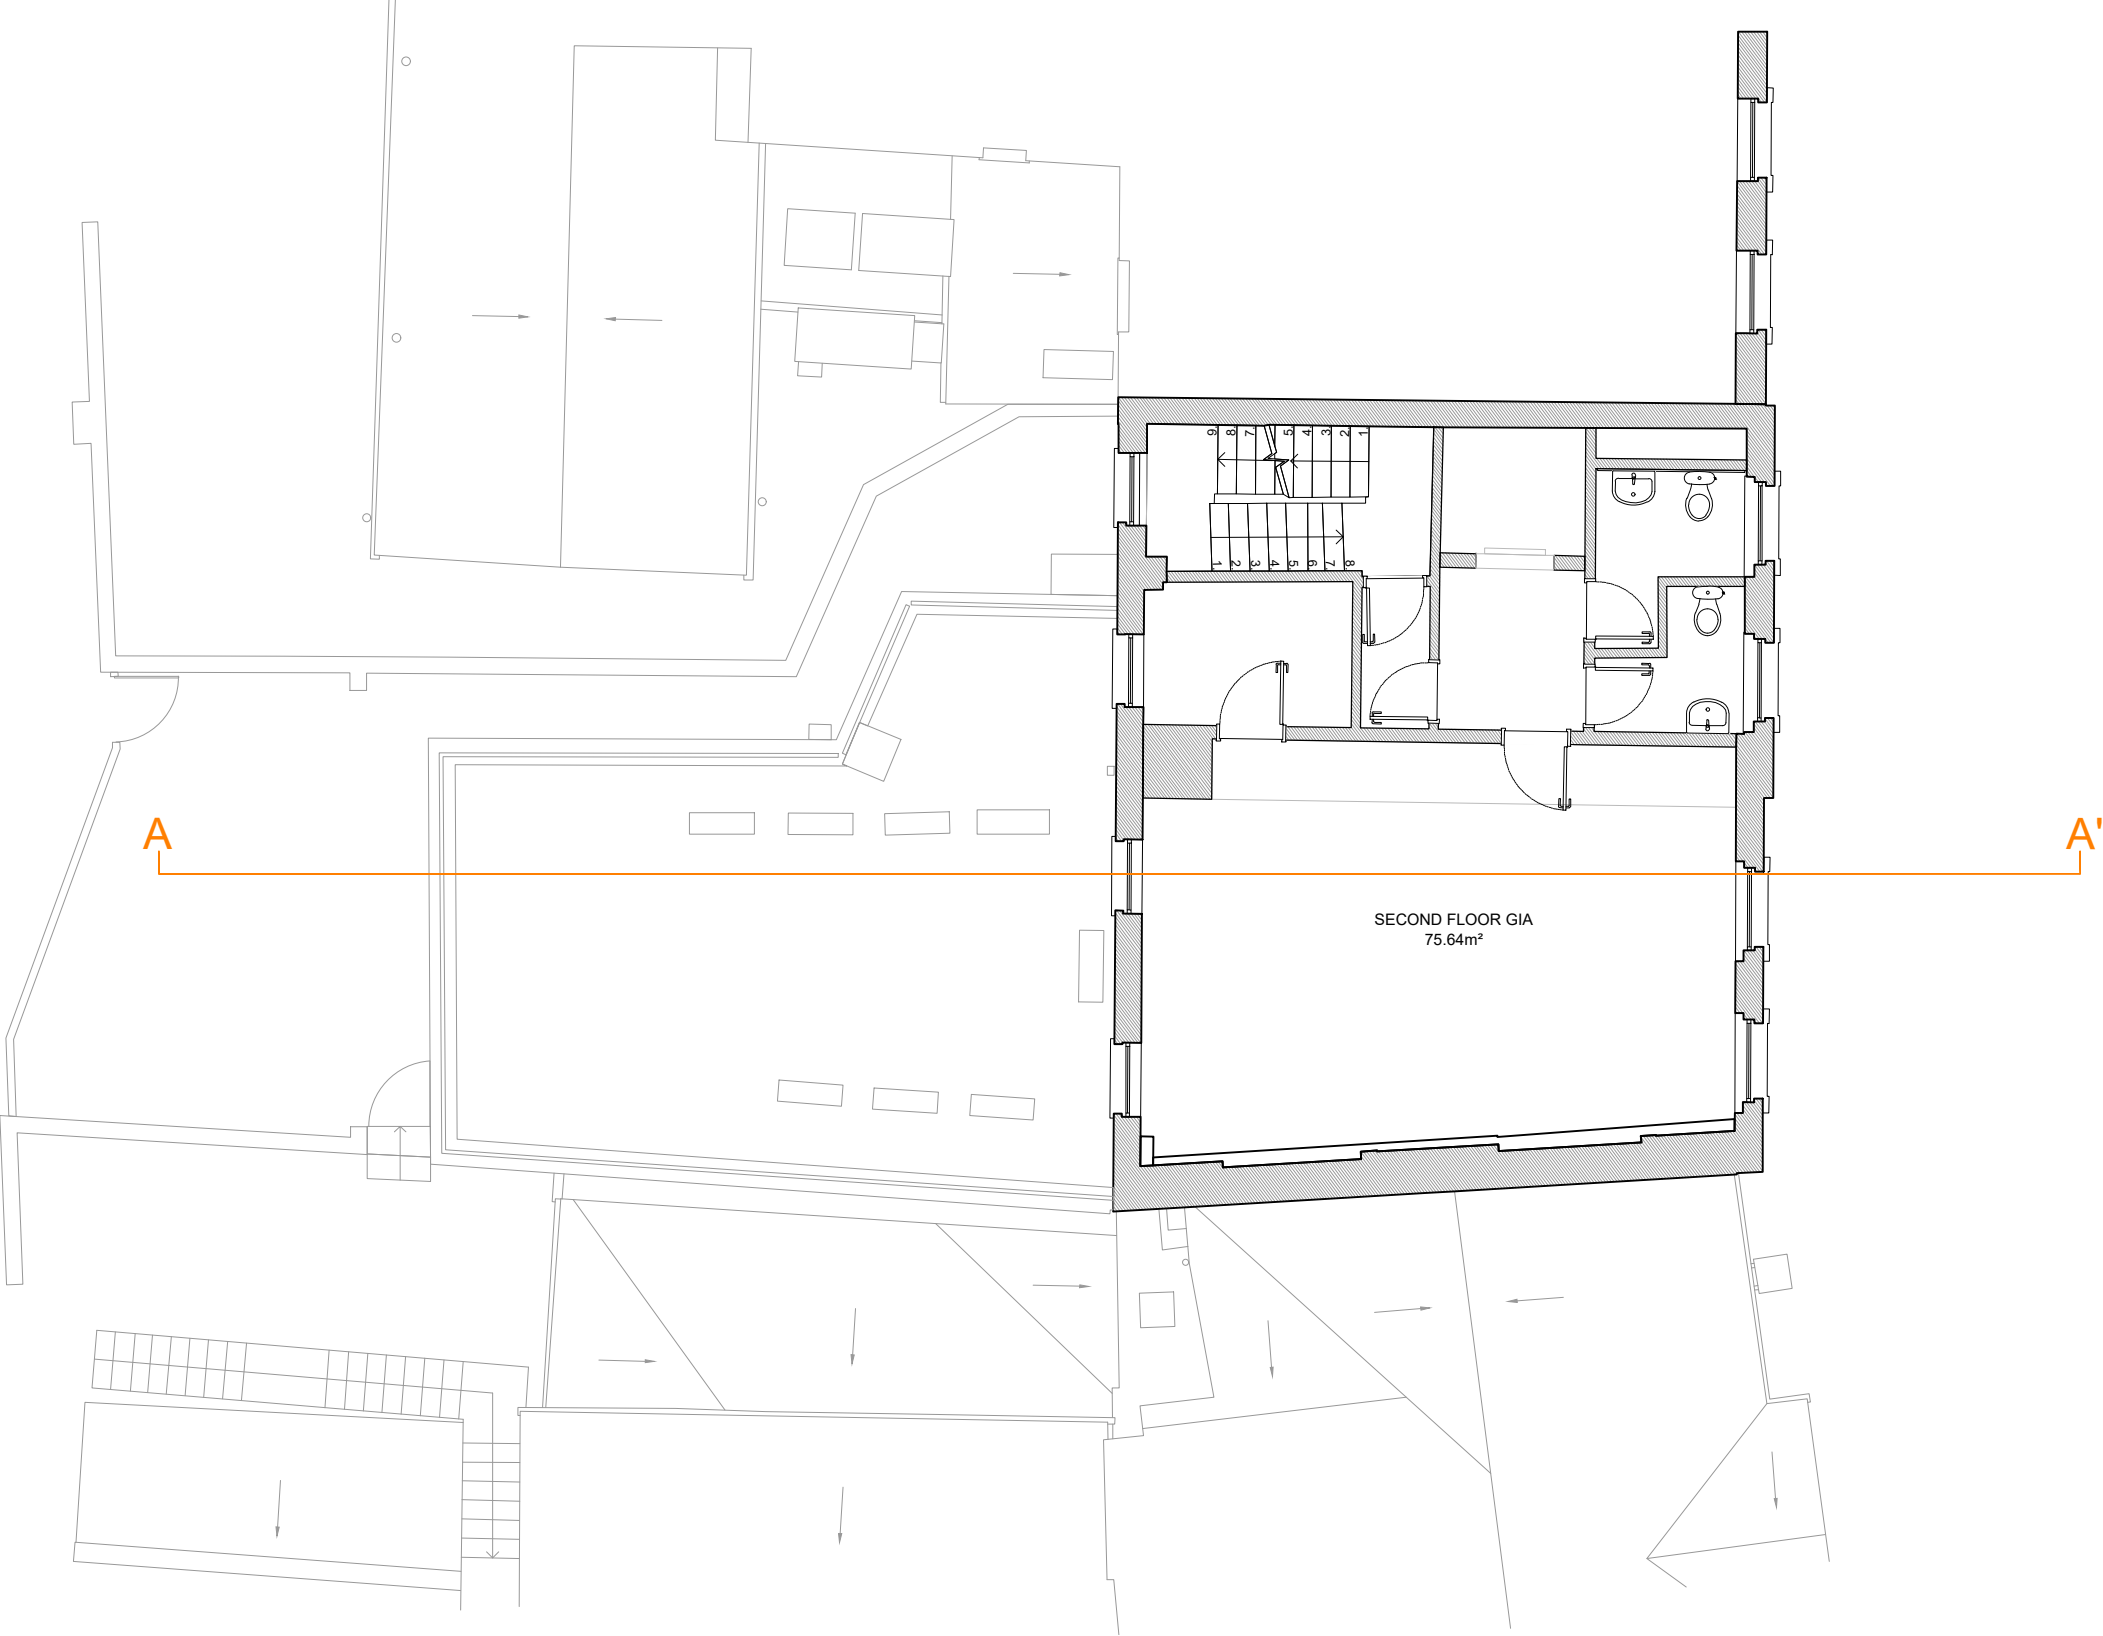 9. 8. 7. 5. 4. 3. 2. 1.
1. 2. 3. 4. 5. 6. 7. 8.
A A'
SECOND FLOOR GIA
75.64m²